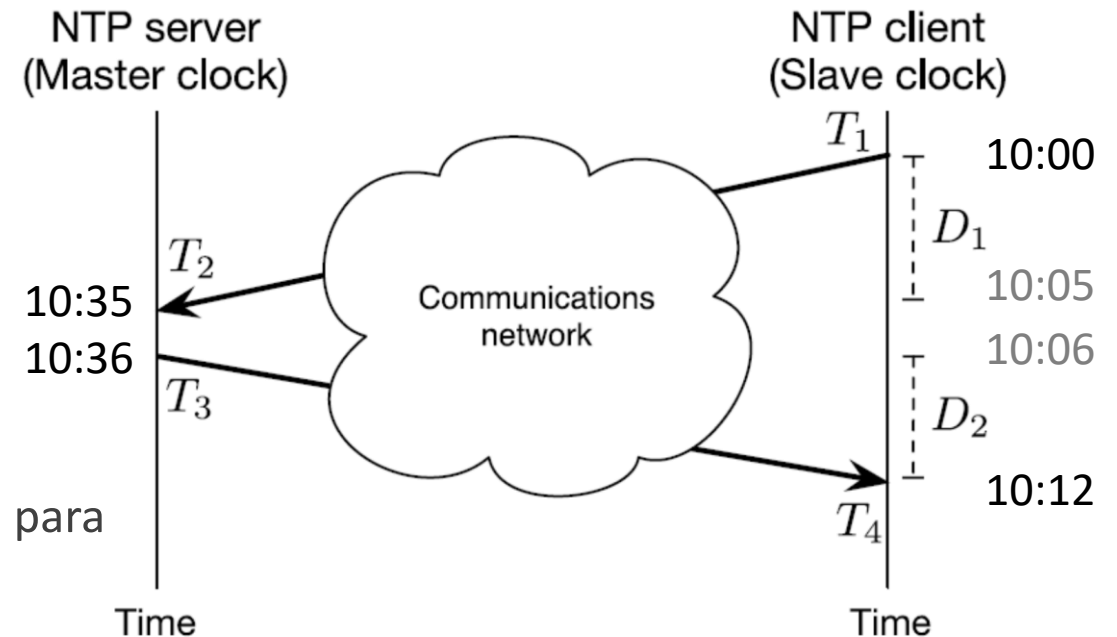 NTP server
(Master clock)
NTP client
(Slave clock)
T1
10:00
D1
T2
10:35
Communications
network
10:05
10:36
10:06
T3
D2
10:12
para
T4
Time
Time